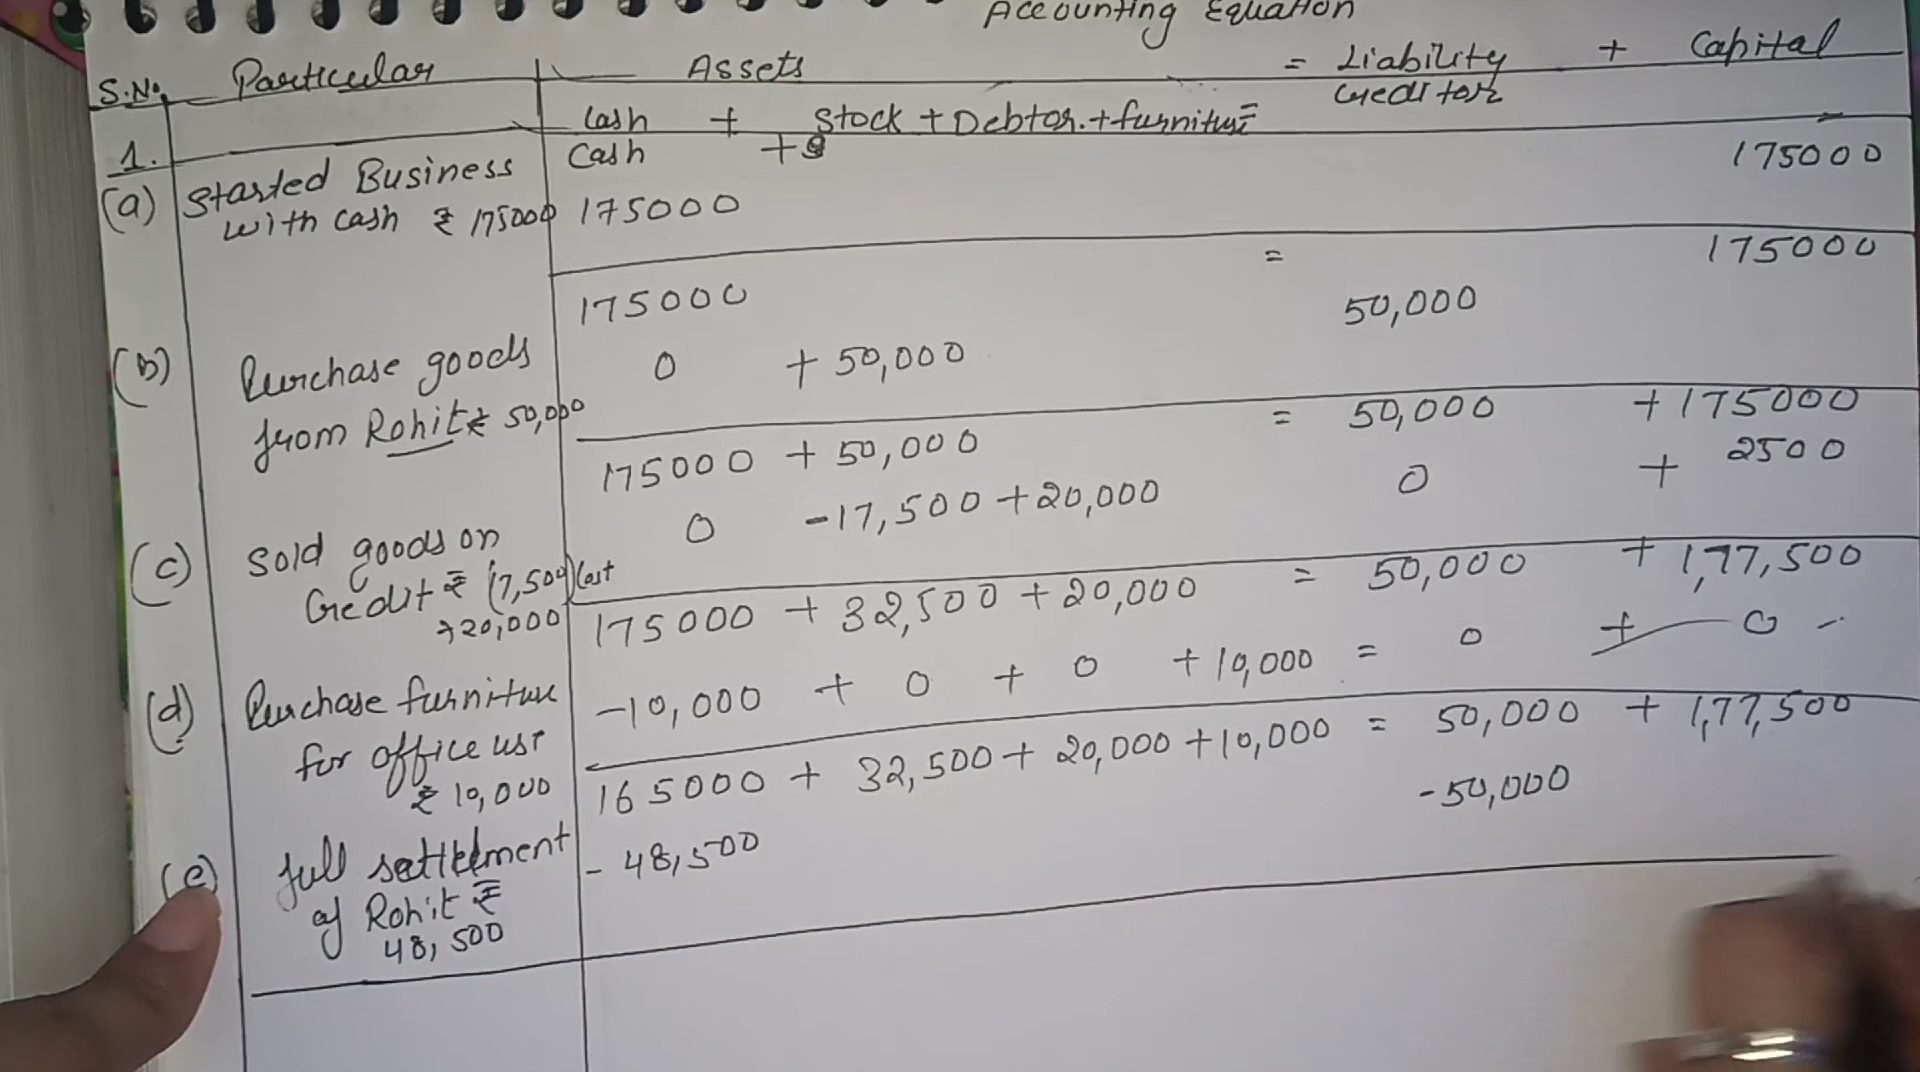 Accounting Equation
S.No. Particular Assets = Liability + Capital
Cash + Stock + Debtor. + furniture creditors
1. Cash +
(a) Started Business 175000
with cash ₹ 175000 175000
175000 = 175000
(b) Purchase goods 0 + 50,000 50,000
from Rohit ₹ 50,000
175000 + 50,000 = 50,000 + 175000
(c) Sold goods on 0 - 17,500 + 20,000 0 + 2500
Credit ₹ (17,500) Cost
→20,000
175000 + 32,500 + 20,000 = 50,000 + 1,77,500
(d) Purchase furniture -10,000 + 0 + 0 + 10,000 = 0 + 0
for office use
₹ 10,000
165000 + 32,500 + 20,000 + 10,000 = 50,000 + 1,77,500
(e) full settlement - 48,500 - 50,000
of Rohit ₹
48,500